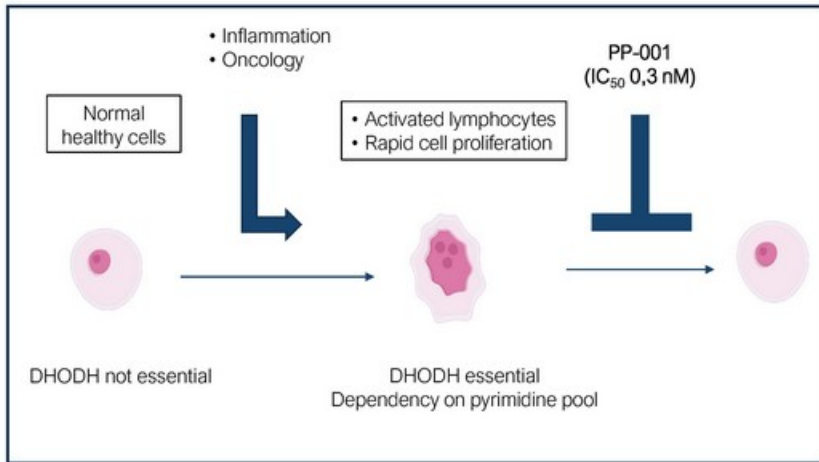 • Inflammation
• Oncology
PP-001
(IC₅₀ 0,3 nM)
Normal
healthy cells
• Activated lymphocytes
• Rapid cell proliferation
DHODH not essential
DHODH essential
Dependency on pyrimidine pool